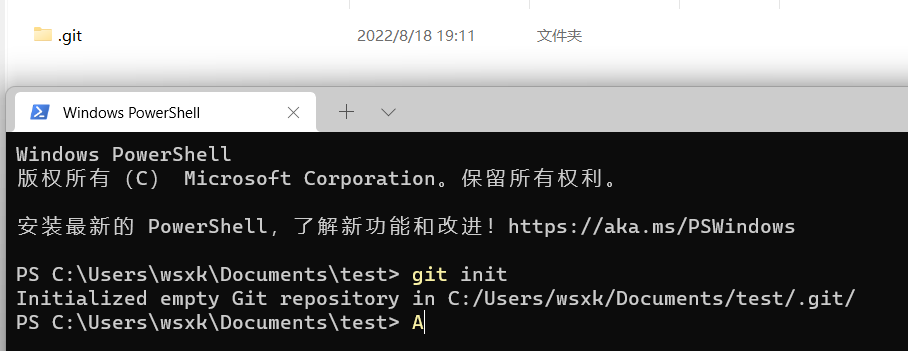 .git 2022/8/18 19:11 文件夹
Windows PowerShell
Windows PowerShell
版权所有 (C) Microsoft Corporation。保留所有权利。
安装最新的 PowerShell，了解新功能和改进！https://aka.ms/PSWindows
PS C:\Users\wsxk\Documents\test> git init
Initialized empty Git repository in C:/Users/wsxk/Documents/test/.git/
PS C:\Users\wsxk\Documents\test> A